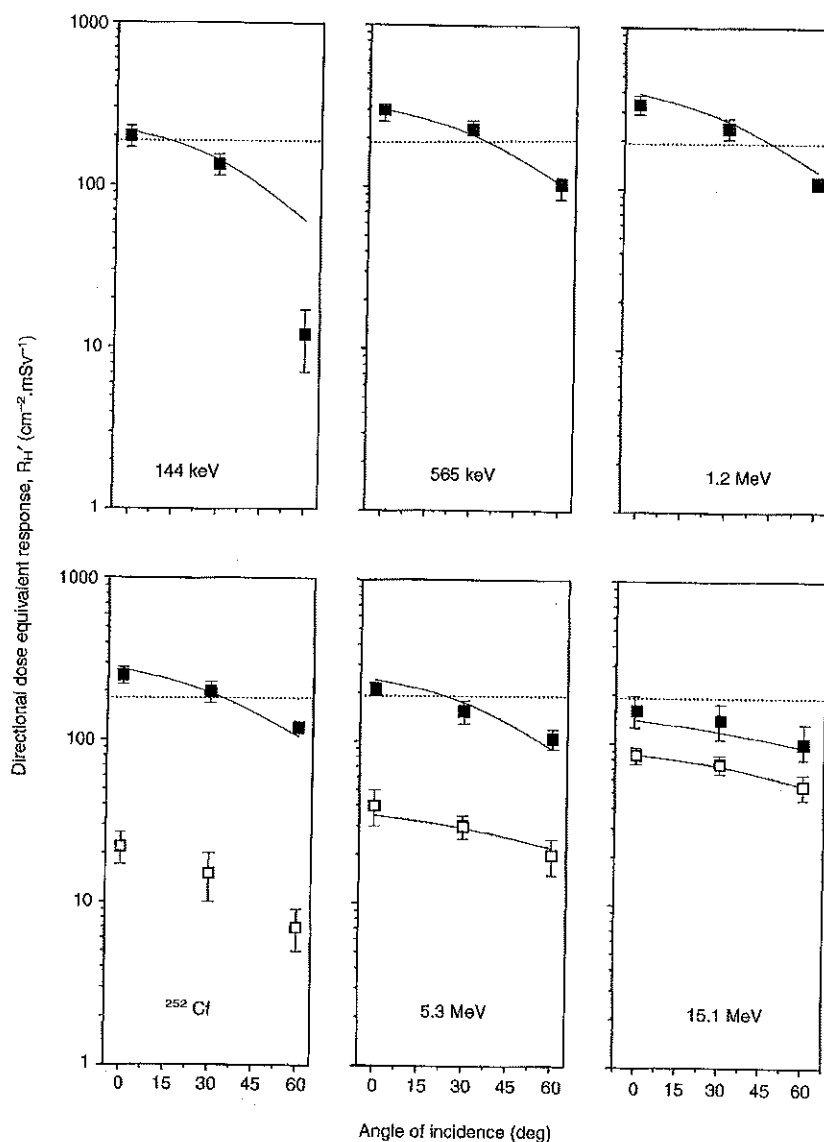 1000
100
10
1
144 keV
565 keV
1.2 MeV
Directional dose equivalent response, R_H′ (cm⁻².mSv⁻¹)
1000
100
10
1
²⁵² Cf
5.3 MeV
15.1 MeV
0 15 30 45 60
0 15 30 45 60
0 15 30 45 60
Angle of incidence (deg)